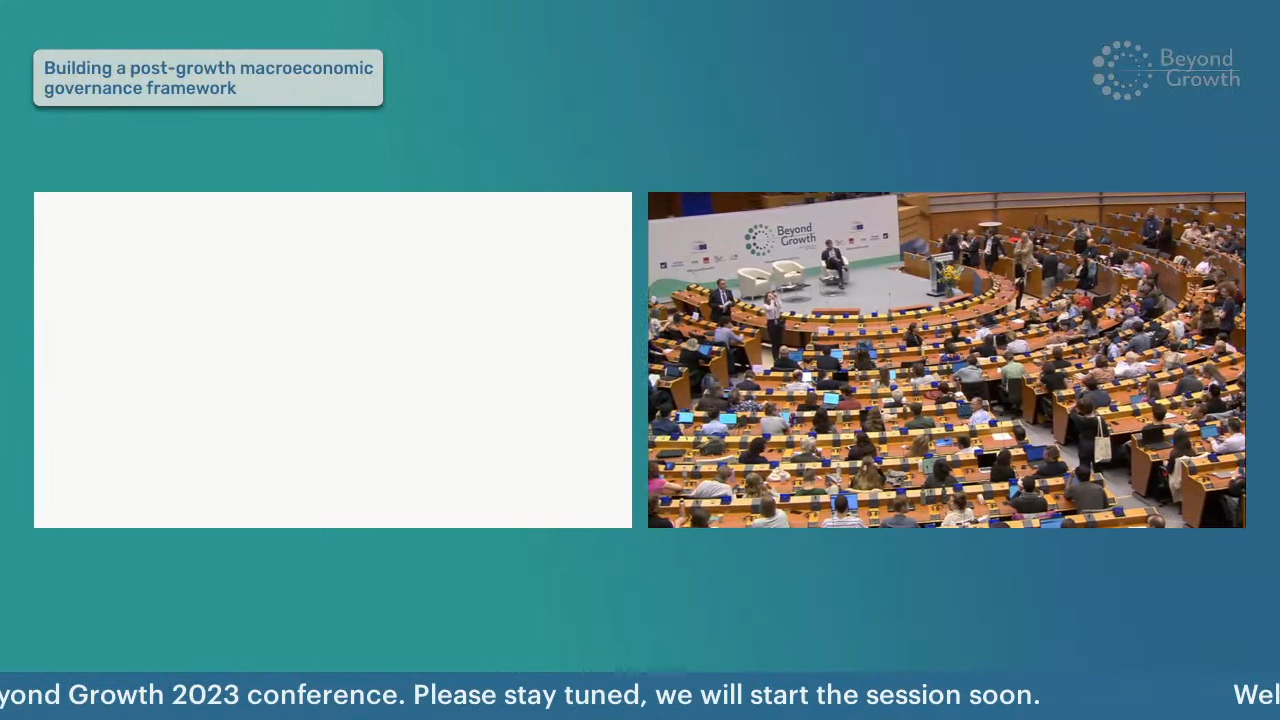 Building a post-growth macroeconomic
governance framework
Beyond
Growth
Beyond
Growth
yond Growth 2023 conference. Please stay tuned, we will start the session soon.
Wel